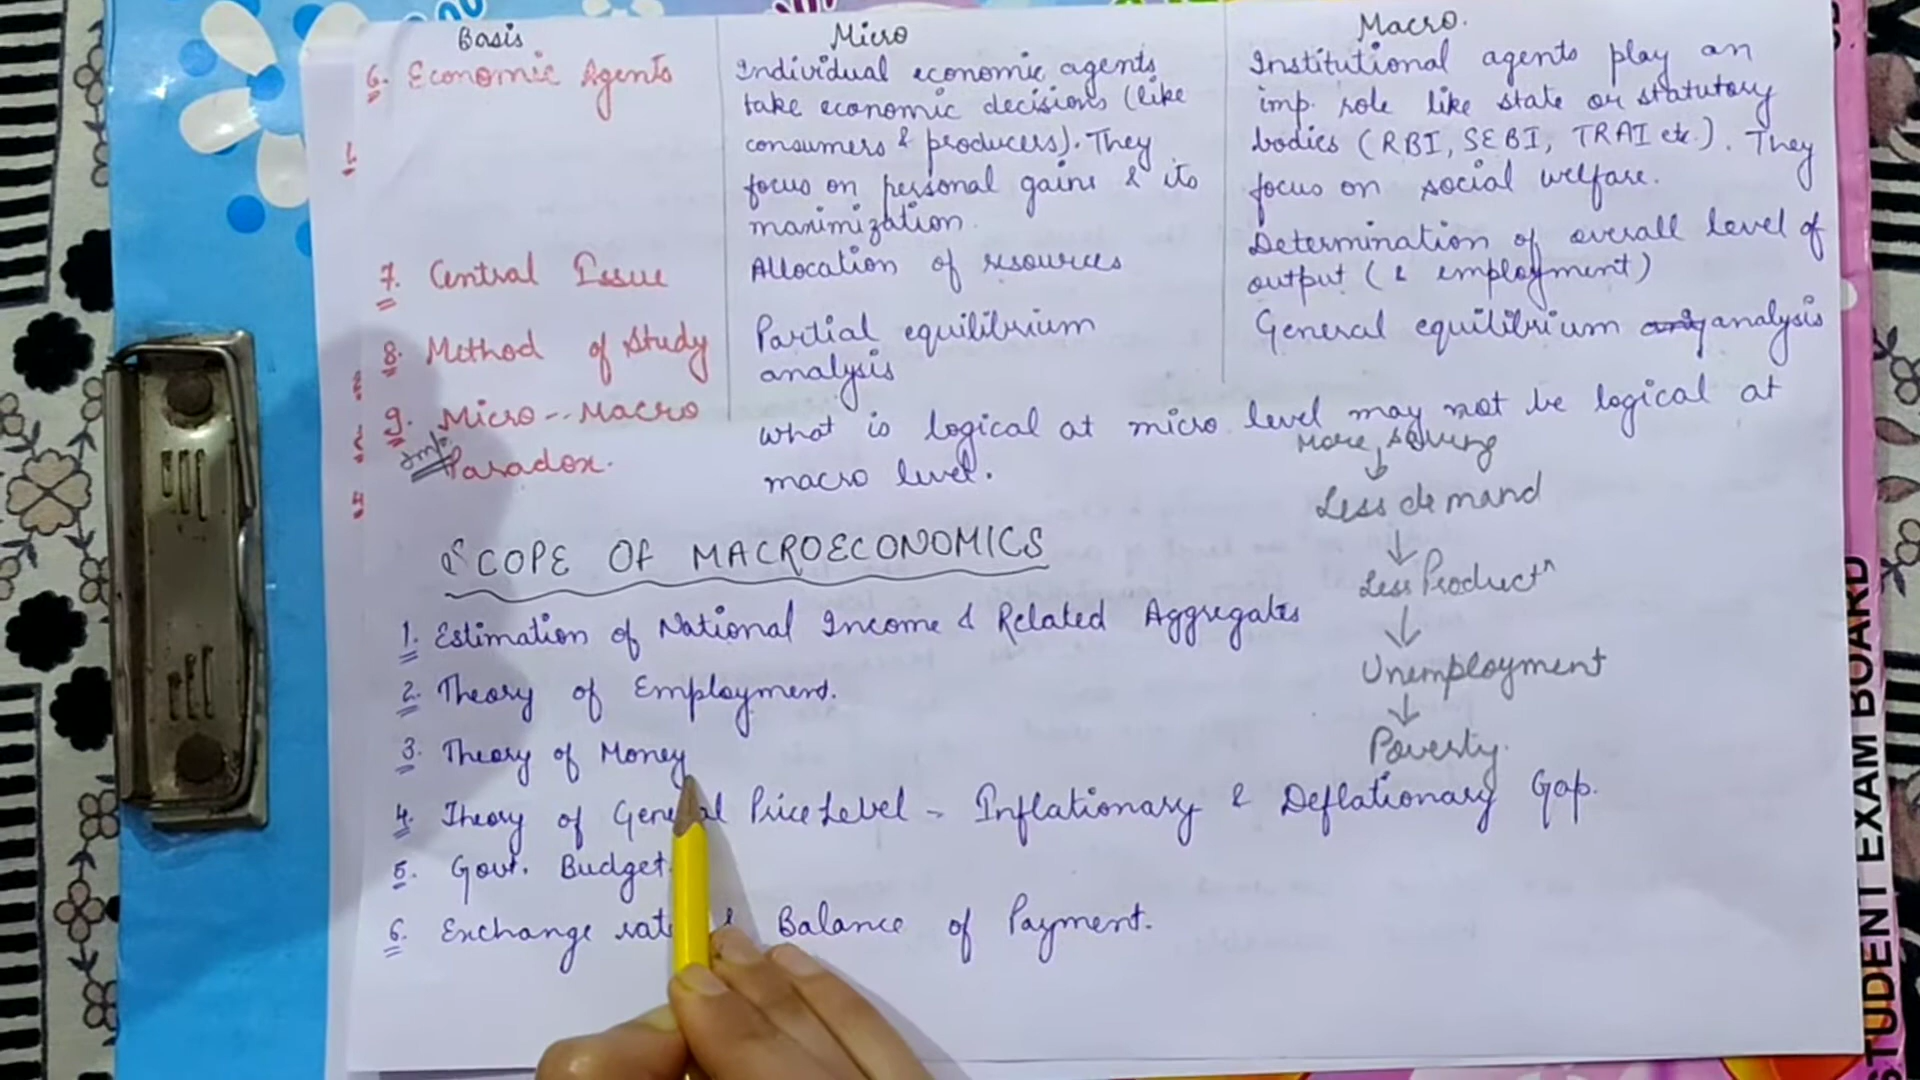 Basis Micro Macro.
6. Economic Agents
Individual economic agents
take economic decisions (like
consumers & producers). They
focus on personal gains & its
maximization.
Institutional agents play an
imp. role like state or statutory
bodies (RBI, SEBI, TRAI etc.). They
focus on social welfare.
7. Central Issue
Allocation of resources
Determination of overall level of
output (& employment)
8. Method of Study
Partial equilibrium
analysis
General equilibrium analysis
9. Micro--Macro
Imp. Paradox.
What is logical at micro level may not be logical at
macro level.
More saving
↓
Less demand
↓
Less Productⁿ
↓
Unemployment
↓
Poverty.
SCOPE OF MACROECONOMICS
1. Estimation of National Income & Related Aggregates
2. Theory of Employment.
3. Theory of Money
4. Theory of General Price Level - Inflationary & Deflationary Gap.
5. Govt. Budget
6. Exchange rate & Balance of Payment.
STUDENT EXAM BOARD